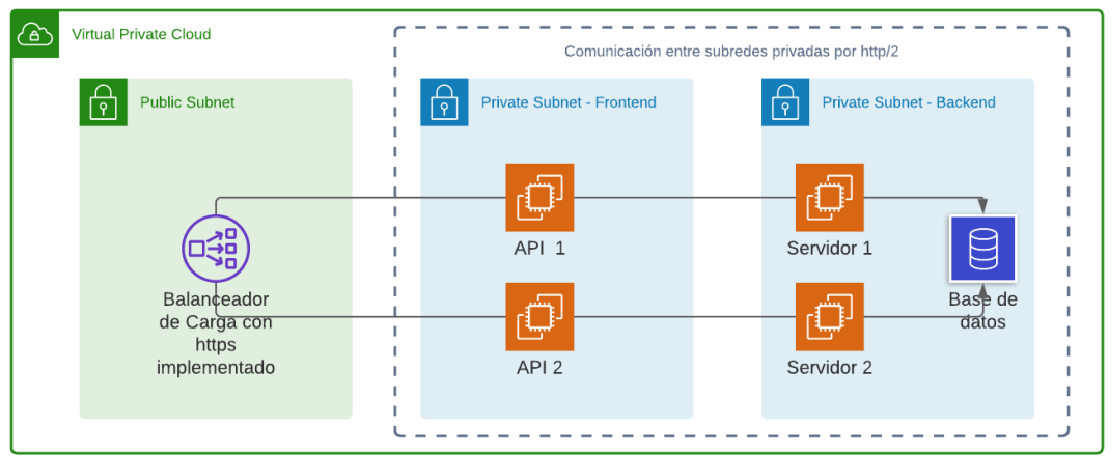 Virtual Private Cloud
Comunicación entre subredes privadas por http/2
Public Subnet
Private Subnet - Frontend
Private Subnet - Backend
API 1
Servidor 1
Balanceador
de Carga con
https
implementado
Base de
datos
API 2
Servidor 2